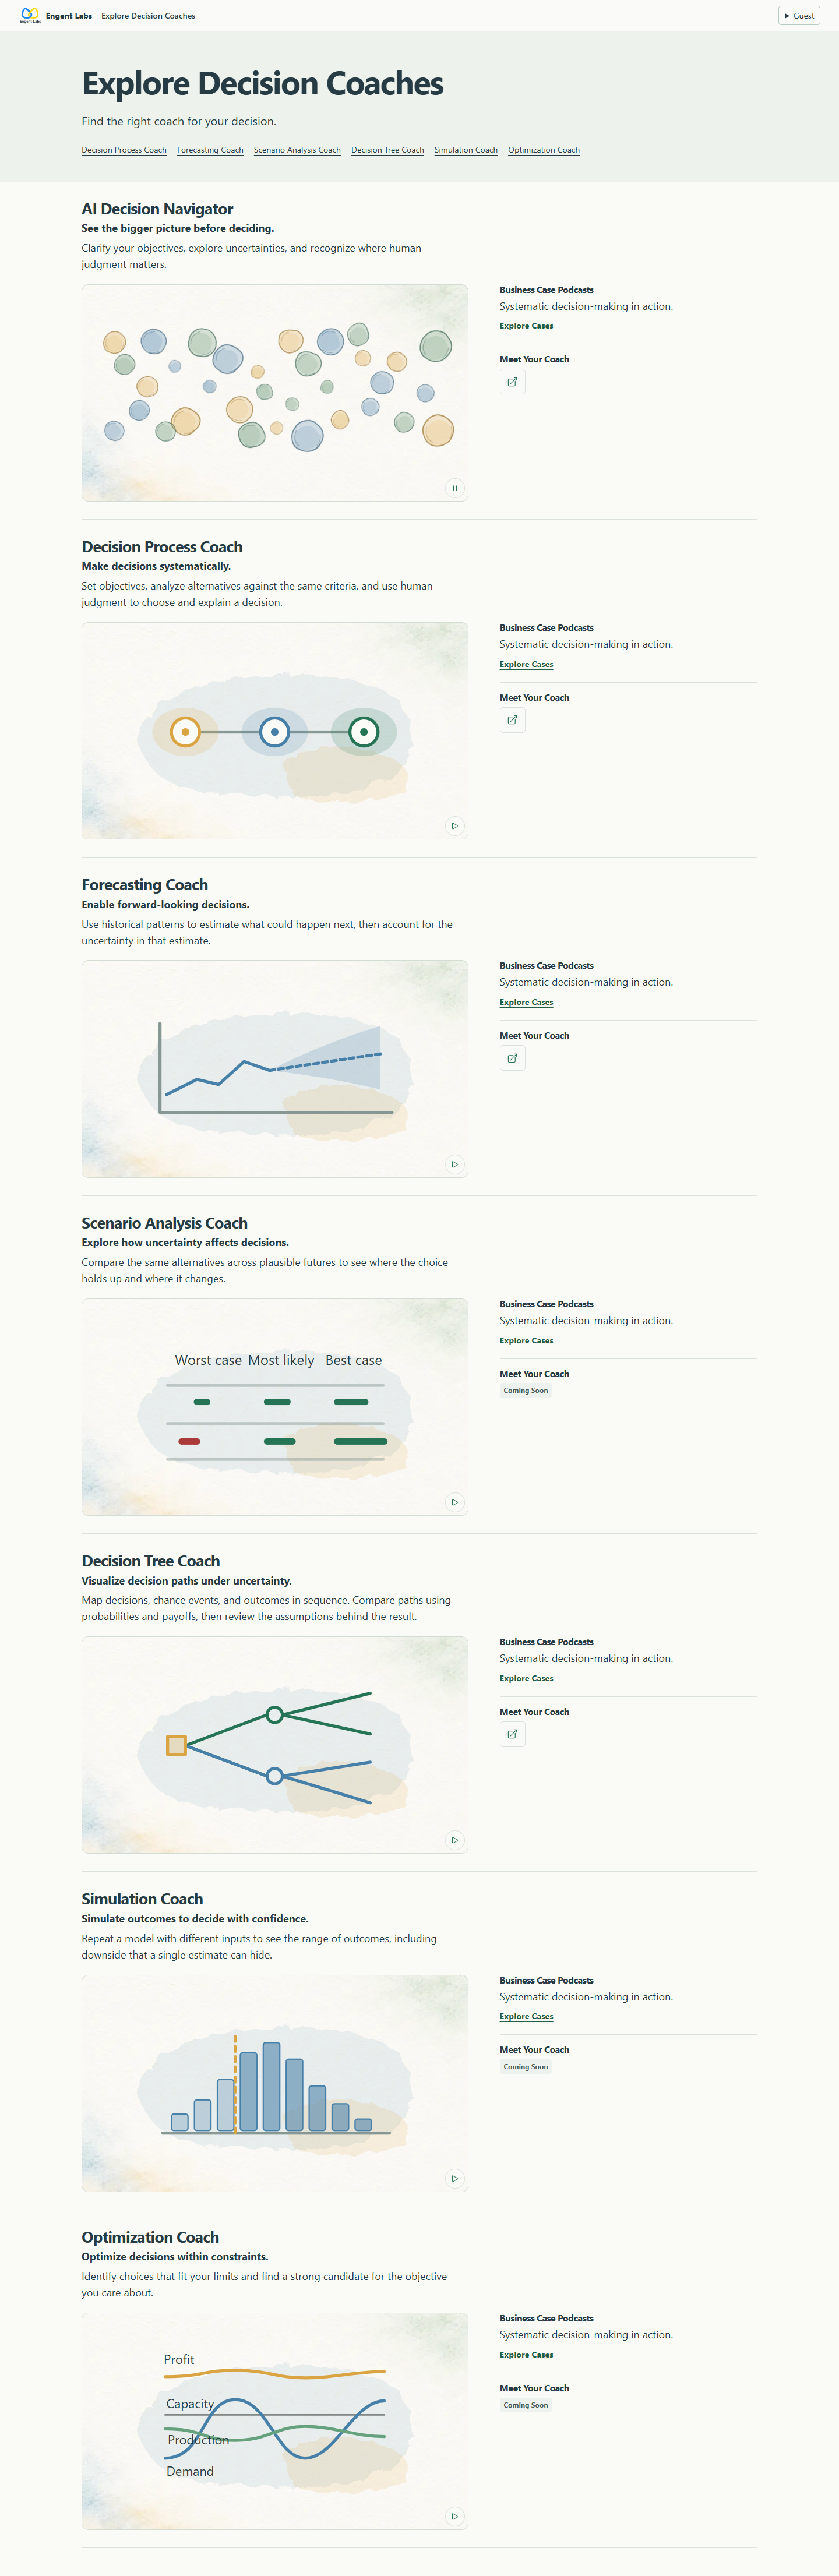 Engent Labs
Engent Labs
Explore Decision Coaches
Guest
Explore Decision Coaches
Find the right coach for your decision.
Decision Process Coach
Forecasting Coach
Scenario Analysis Coach
Decision Tree Coach
Simulation Coach
Optimization Coach
AI Decision Navigator
See the bigger picture before deciding.
Clarify your objectives, explore uncertainties, and recognize where human
judgment matters.
Business Case Podcasts
Systematic decision-making in action.
Explore Cases
Meet Your Coach
Decision Process Coach
Make decisions systematically.
Set objectives, analyze alternatives against the same criteria, and use human
judgment to choose and explain a decision.
Business Case Podcasts
Systematic decision-making in action.
Explore Cases
Meet Your Coach
Forecasting Coach
Enable forward-looking decisions.
Use historical patterns to estimate what could happen next, then account for the
uncertainty in that estimate.
Business Case Podcasts
Systematic decision-making in action.
Explore Cases
Meet Your Coach
Scenario Analysis Coach
Explore how uncertainty affects decisions.
Compare the same alternatives across plausible futures to see where the choice
holds up and where it changes.
Worst case Most likely Best case
Business Case Podcasts
Systematic decision-making in action.
Explore Cases
Meet Your Coach
Coming Soon
Decision Tree Coach
Visualize decision paths under uncertainty.
Map decisions, chance events, and outcomes in sequence. Compare paths using
probabilities and payoffs, then review the assumptions behind the result.
Business Case Podcasts
Systematic decision-making in action.
Explore Cases
Meet Your Coach
Simulation Coach
Simulate outcomes to decide with confidence.
Repeat a model with different inputs to see the range of outcomes, including
downside that a single estimate can hide.
Business Case Podcasts
Systematic decision-making in action.
Explore Cases
Meet Your Coach
Coming Soon
Optimization Coach
Optimize decisions within constraints.
Identify choices that fit your limits and find a strong candidate for the objective
you care about.
Profit
Capacity
Production
Demand
Business Case Podcasts
Systematic decision-making in action.
Explore Cases
Meet Your Coach
Coming Soon